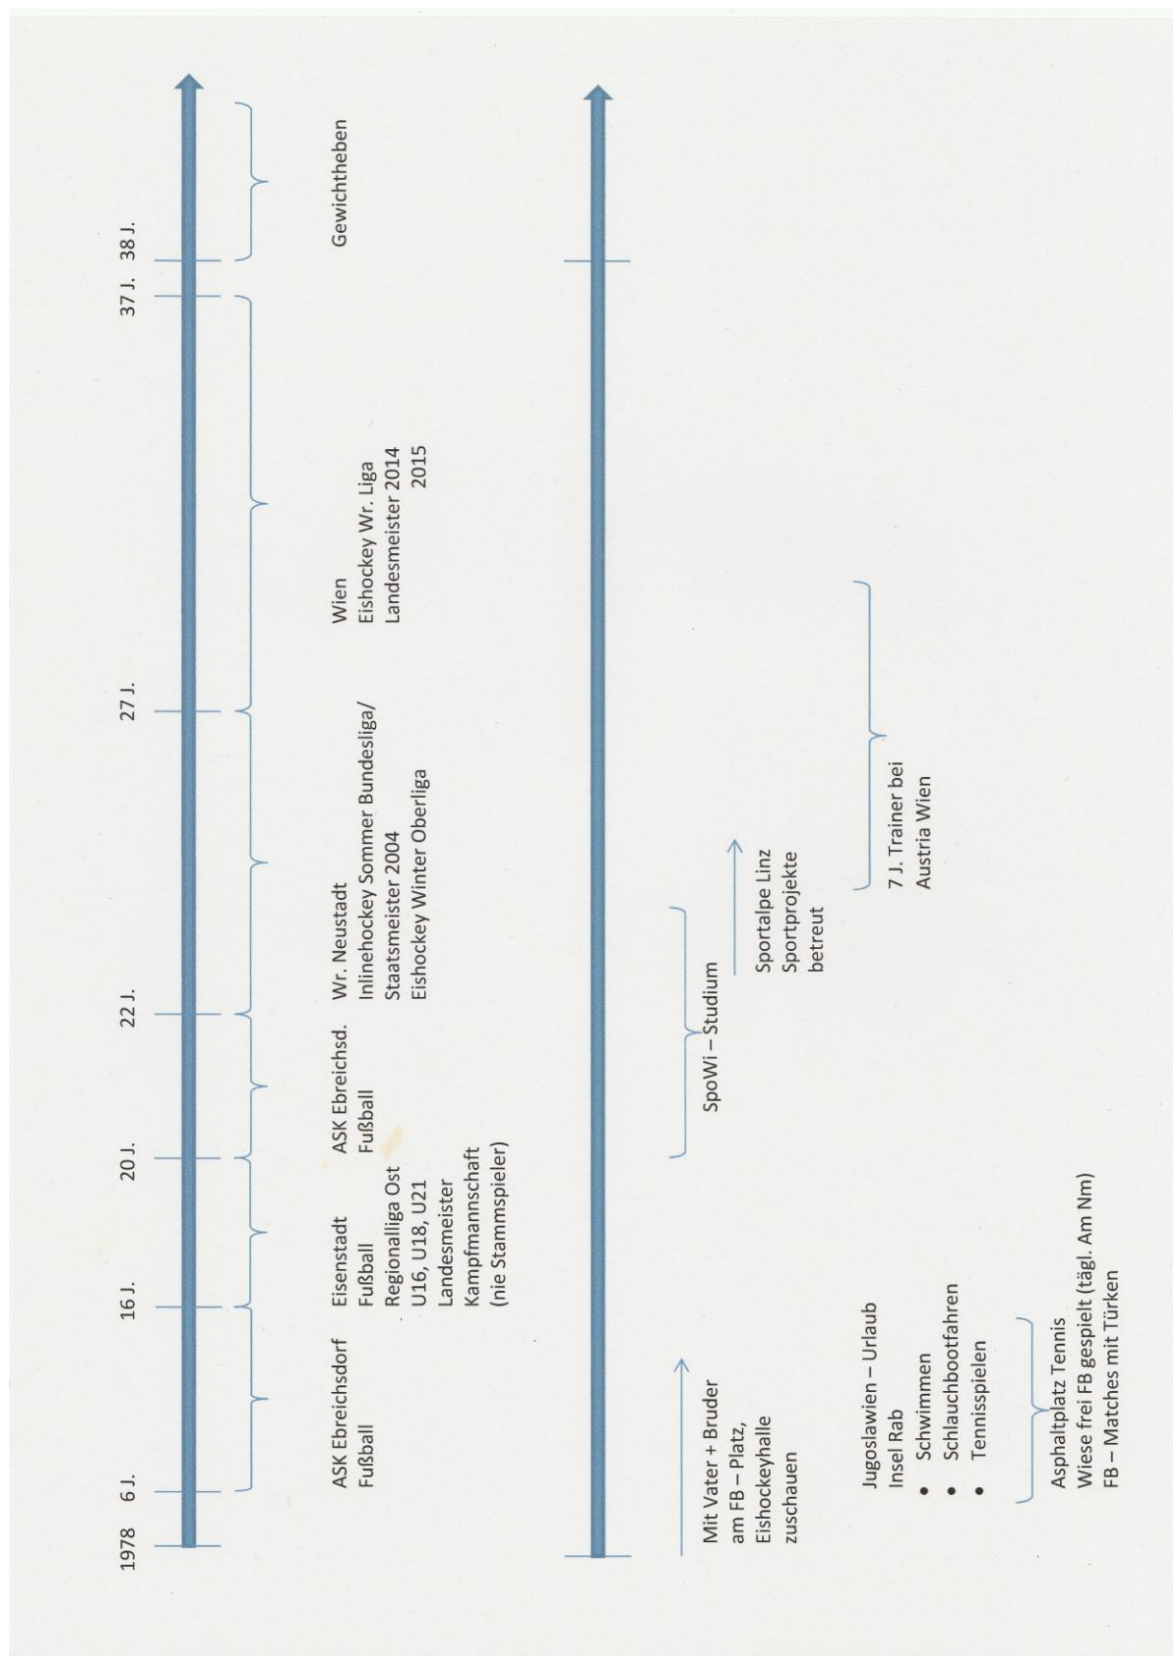 1978
6 J.
16 J.
20 J.
22 J.
27 J.
37 J.
38 J.
ASK Ebreichsdorf
Fußball
Eisenstadt
Fußball
Regionalliga Ost
U16, U18, U21
Landesmeister
Kampfmannschaft
(nie Stammspieler)
ASK Ebreichsd.
Fußball
Wr. Neustadt
Inlinehockey Sommer Bundesliga/
Staatsmeister 2004
Eishockey Winter Oberliga
Wien
Eishockey Wr. Liga
Landesmeister 2014
2015
Gewichtheben
Mit Vater + Bruder
am FB – Platz,
Eishockeyhalle
zuschauen
SpoWi – Studium
Sportalpe Linz
Sportprojekte
betreut
7 J. Trainer bei
Austria Wien
Jugoslawien – Urlaub
Insel Rab
• Schwimmen
• Schlauchbootfahren
• Tennisspielen
Asphaltplatz Tennis
Wiese frei FB gespielt (tägl. Am Nm)
FB – Matches mit Türken